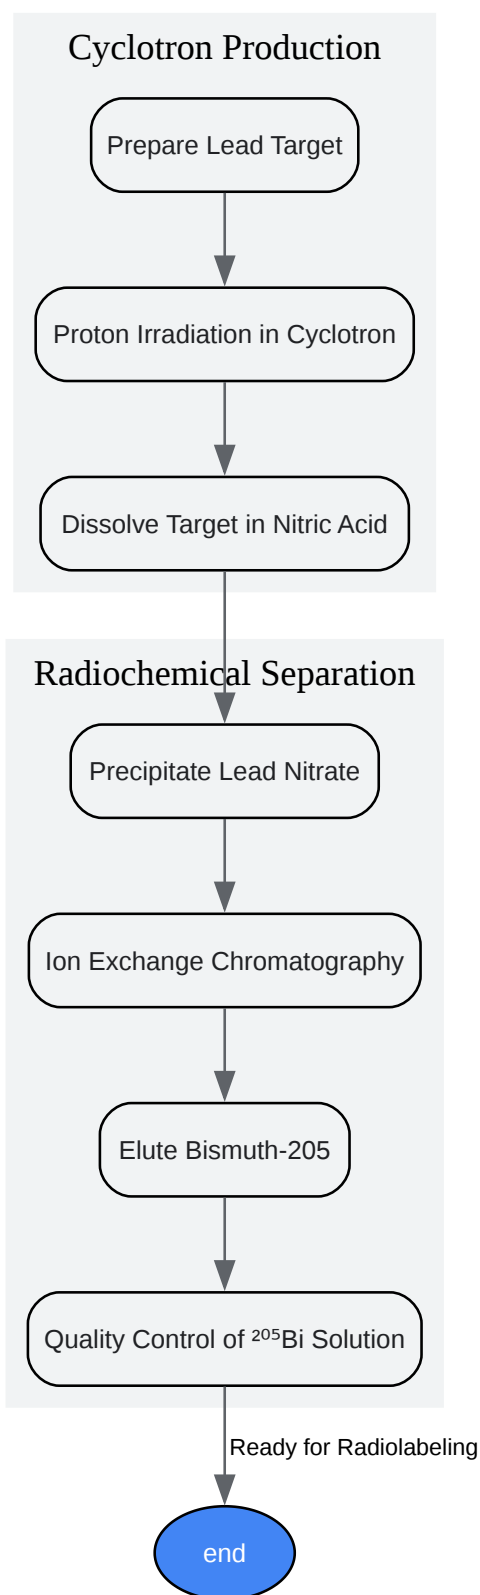 Cyclotron Production
Prepare Lead Target
Proton Irradiation in Cyclotron
Dissolve Target in Nitric Acid
Radiochemical Separation
Precipitate Lead Nitrate
Ion Exchange Chromatography
Elute Bismuth-205
Quality Control of ²⁰⁵Bi Solution
Ready for Radiolabeling
end